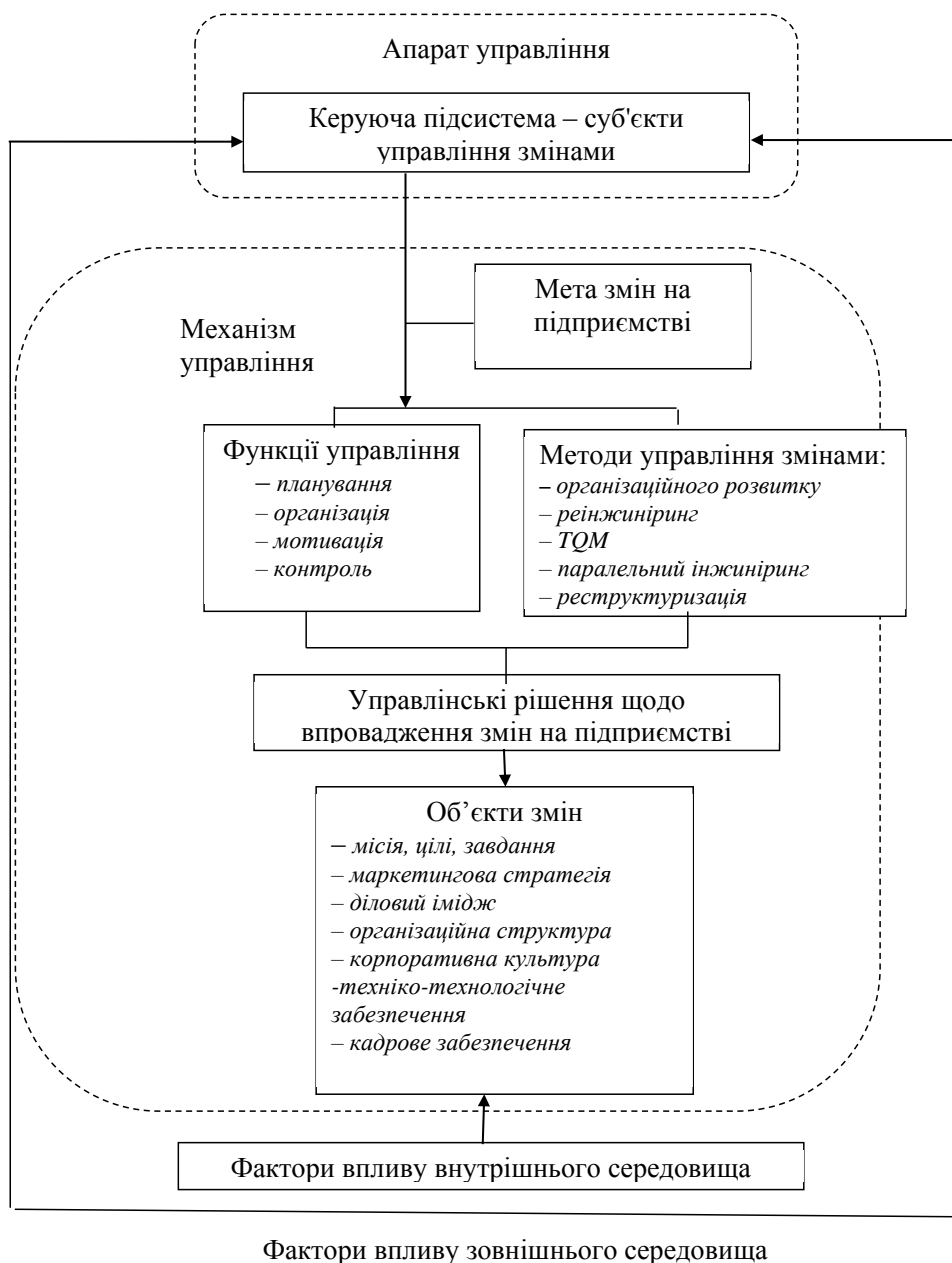 Апарат управління
Керуюча підсистема – суб'єкти
управління змінами
Мета змін на
підприємстві
Механізм
управління
Функції управління
– планування
– організація
– мотивація
– контроль
Методи управління змінами:
– організаційного розвитку
– реінжиніринг
– TQM
– паралельний інжиніринг
– реструктуризація
Управлінські рішення щодо
впровадження змін на підприємстві
Об’єкти змін
– місія, цілі, завдання
– маркетингова стратегія
– діловий імідж
– організаційна структура
– корпоративна культура
-техніко-технологічне
забезпечення
– кадрове забезпечення
Фактори впливу внутрішнього середовища
Фактори впливу зовнішнього середовища